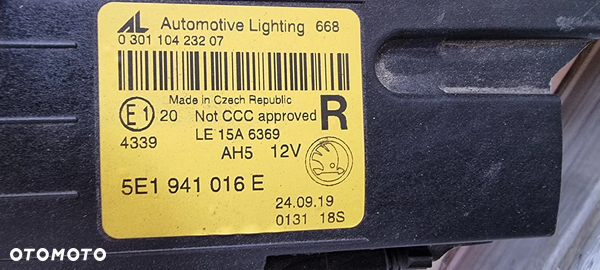 AL Automotive Lighting 668
0 301 104 232 07
Made in Czech Republic
E1 20 Not CCC approved R
4339 LE 15A 6369
AH5 12V
5E1 941 016 E
24.09.19
0131 18S
OTOMOTO
OTOMOTO